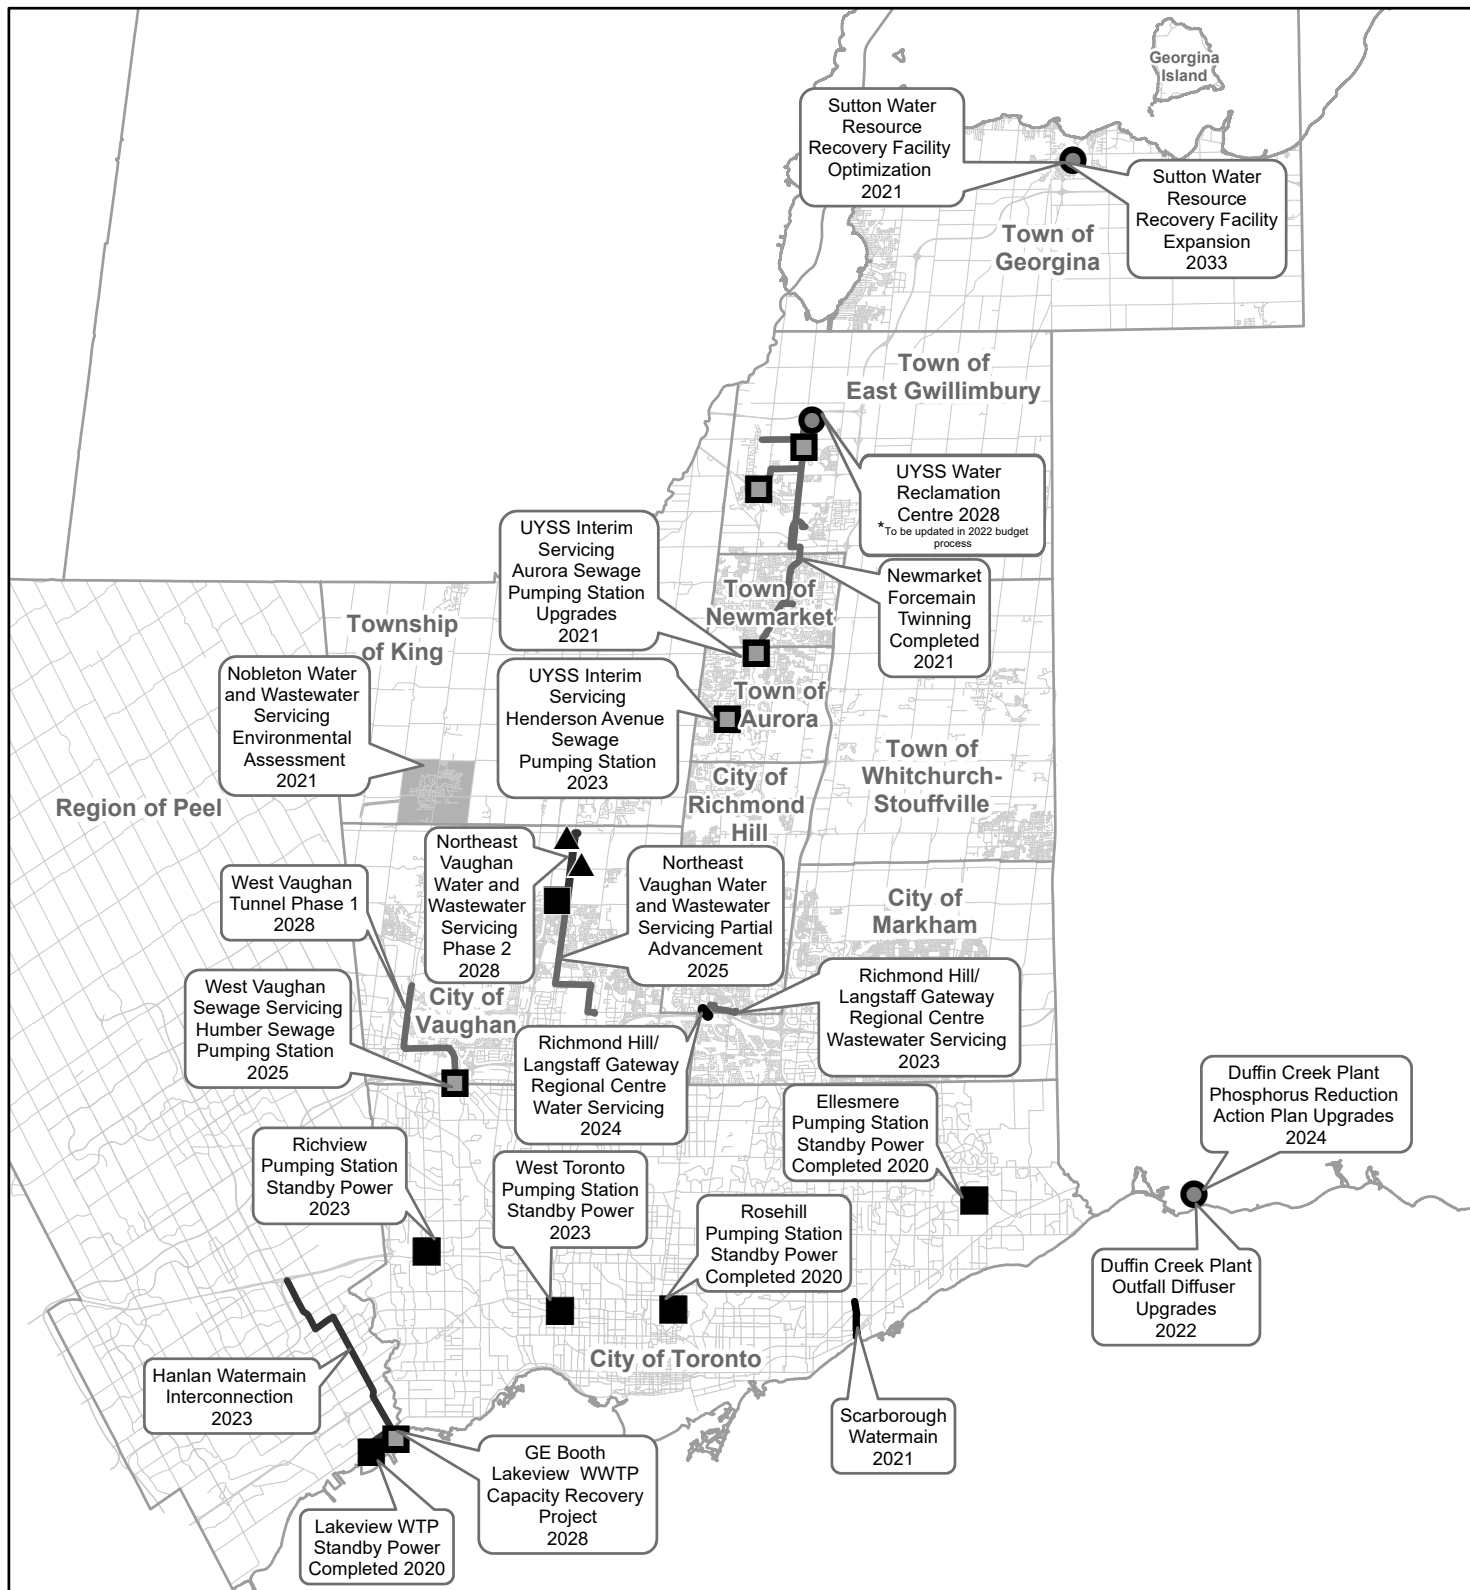 Georgina
Island
Sutton Water
Resource
Recovery Facility
Optimization
2021
Sutton Water
Resource
Recovery Facility
Expansion
2033
Town of
Georgina
Town of
East Gwillimbury
UYSS Water
Reclamation
Centre 2028
*To be updated in 2022 budget
process
UYSS Interim
Servicing
Aurora Sewage
Pumping Station
Upgrades
2021
Newmarket
Forcemain
Twinning
Completed
2021
Town of
Newmarket
Township
of King
Nobleton Water
and Wastewater
Servicing
Environmental
Assessment
2021
UYSS Interim
Servicing
Henderson Avenue
Sewage
Pumping Station
2023
Town of
Aurora
Town of
Whitchurch-
Stouffville
City of
Richmond
Hill
Region of Peel
Northeast
Vaughan
Water and
Wastewater
Servicing
Phase 2
2028
Northeast
Vaughan Water
and Wastewater
Servicing Partial
Advancement
2025
West Vaughan
Tunnel Phase 1
2028
City of
Markham
West Vaughan
Sewage Servicing
Humber Sewage
Pumping Station
2025
City of
Vaughan
Richmond Hill/
Langstaff Gateway
Regional Centre
Wastewater Servicing
2023
Richmond Hill/
Langstaff Gateway
Regional Centre
Water Servicing
2024
Duffin Creek Plant
Phosphorus Reduction
Action Plan Upgrades
2024
Ellesmere
Pumping Station
Standby Power
Completed 2020
Richview
Pumping Station
Standby Power
2023
West Toronto
Pumping Station
Standby Power
2023
Rosehill
Pumping Station
Standby Power
Completed 2020
Duffin Creek Plant
Outfall Diffuser
Upgrades
2022
City of Toronto
Hanlan Watermain
Interconnection
2023
Scarborough
Watermain
2021
GE Booth
Lakeview WWTP
Capacity Recovery
Project
2028
Lakeview WTP
Standby Power
Completed 2020